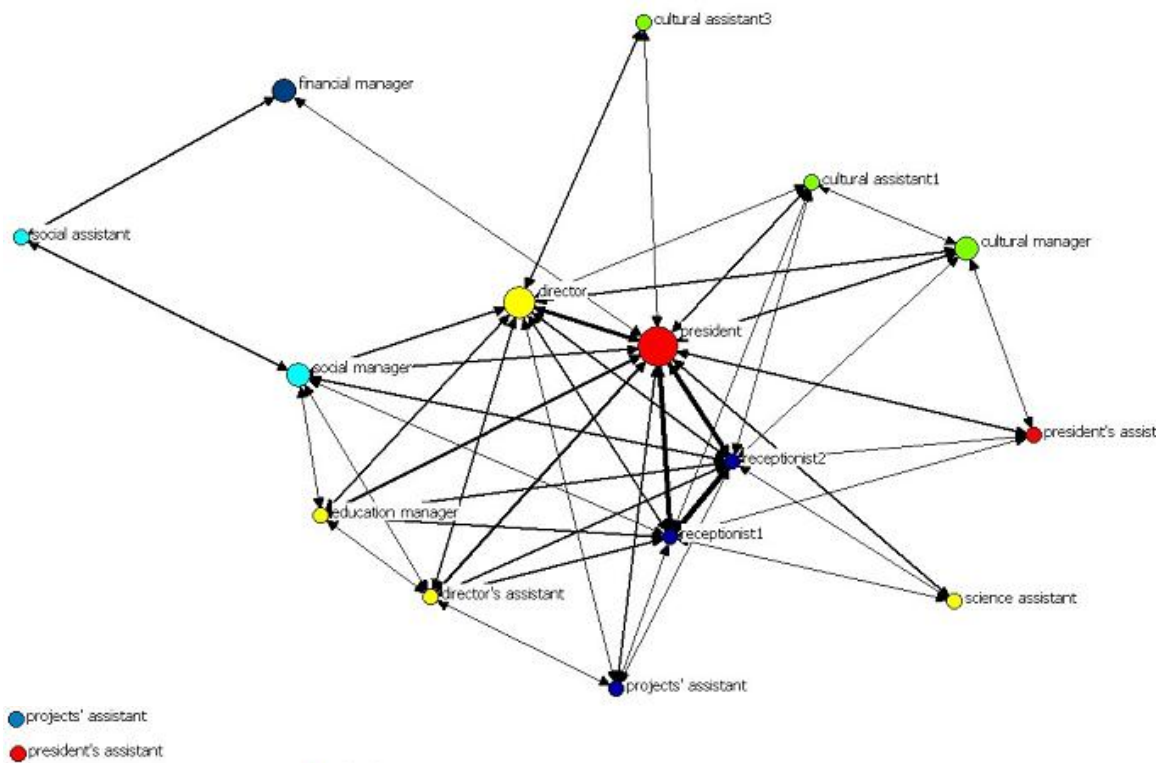 cultural assistant3
financial manager
cultural assistant1
social assistant
cultural manager
director
president
social manager
president's assist
receptionist2
education manager
receptionist1
director's assistant
science assistant
projects' assistant
projects' assistant
president's assistant